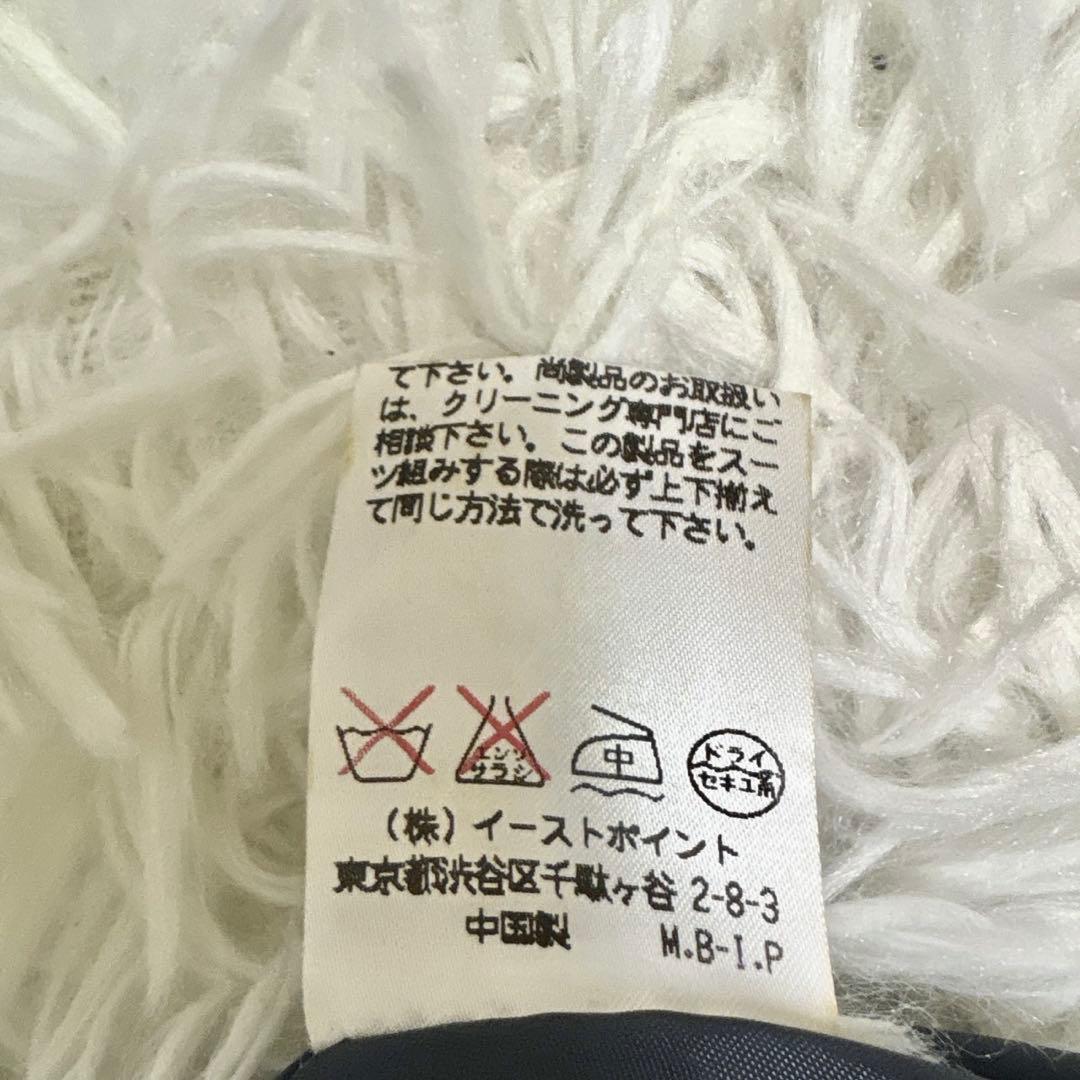 て下さい。尚製品のお取扱い
は、クリーニング専門店にご
相談下さい。この製品をスー
ツ組みする際は必ず上下揃え
て同じ方法で洗って下さい。
エンソ
サラシ
中
ドライ
セキユ系
(株)イーストポイント
東京都渋谷区千駄ヶ谷 2-8-3
中国製 M.B-I.P